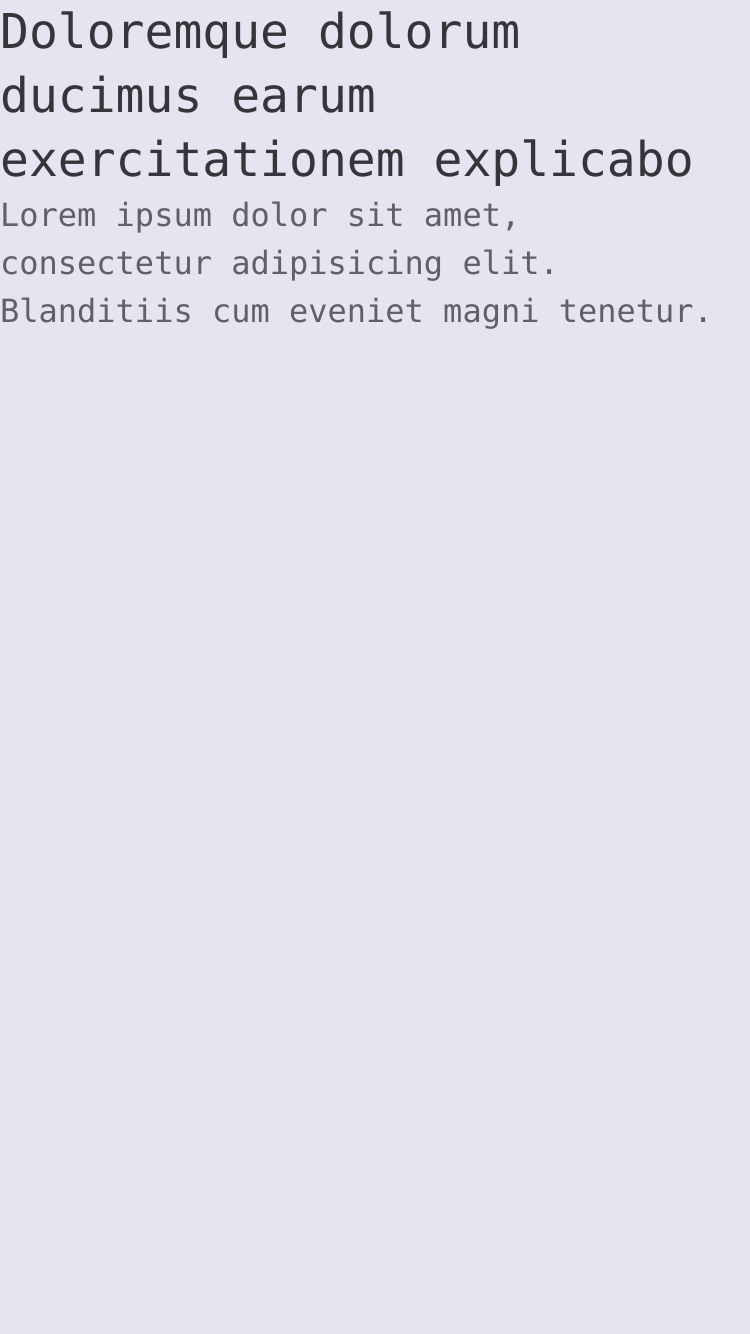 Doloremque dolorum
ducimus earum
exercitationem explicabo
Lorem ipsum dolor sit amet,
consectetur adipisicing elit.
Blanditiis cum eveniet magni tenetur.